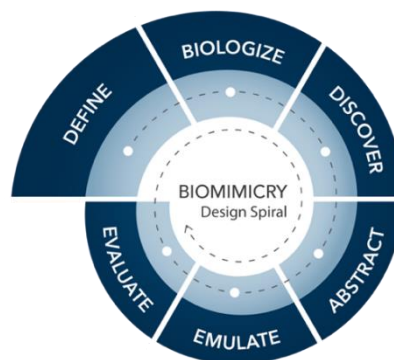 DEFINE
BIOLOGIZE
DISCOVER
ABSTRACT
EMULATE
EVALUATE
BIOMIMICRY
Design Spiral